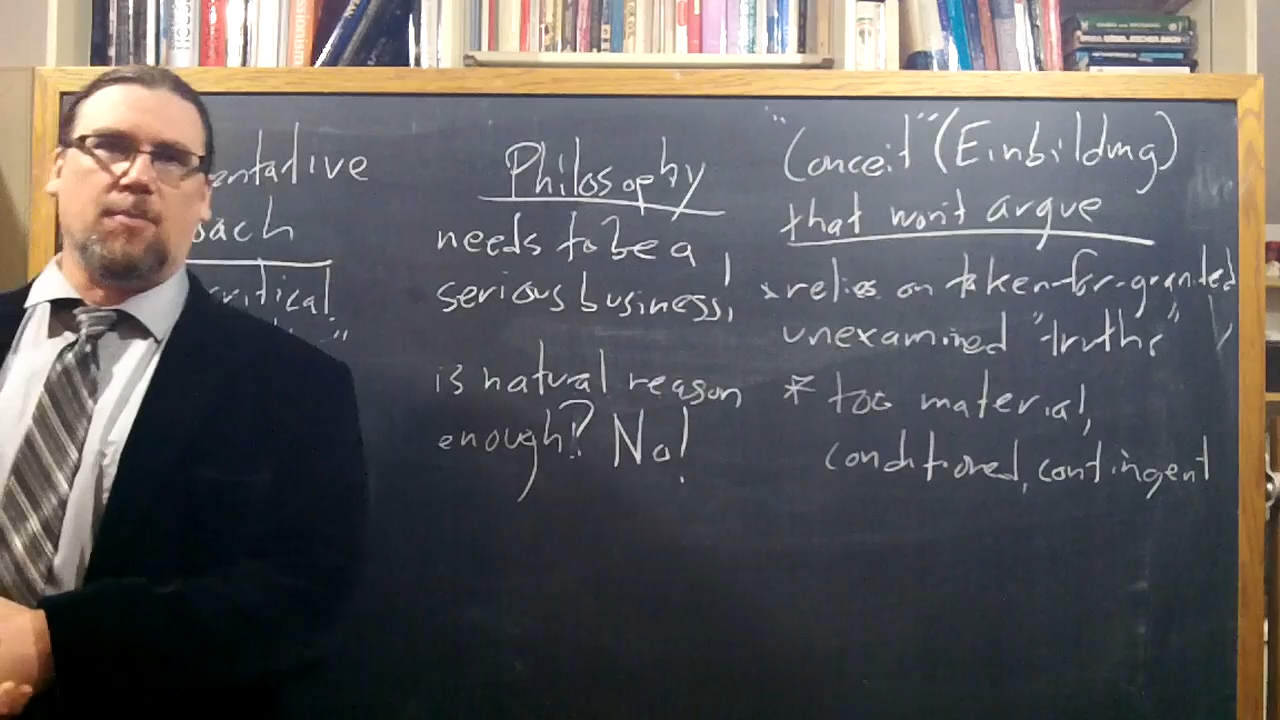 entative
oach
critical
"
Philosophy
needs to be a
serious business,
is natural reason
enough? No!
"Conceit" (Einbildung)
that won't argue
* relies on taken-for-granted
unexamined "truths"
* too material,
conditioned, contingent